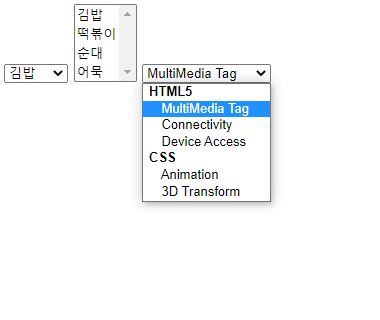 김밥
김밥
떡볶이
순대
어묵
MultiMedia Tag
HTML5
MultiMedia Tag
Connectivity
Device Access
CSS
Animation
3D Transform